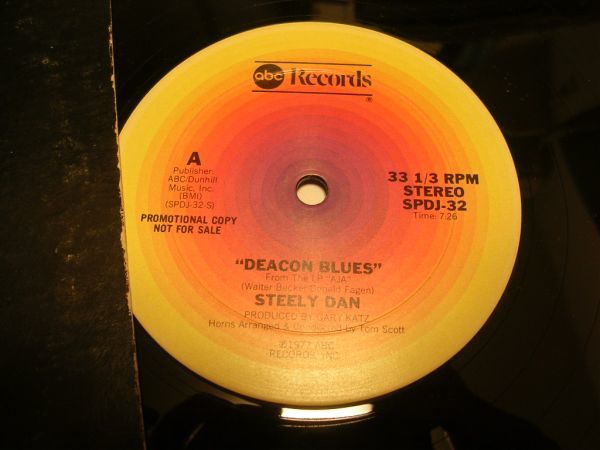 abc Records
®
A
Publisher:
ABC/Dunhill
Music, Inc.
(BMI)
(SPDJ-32-S)
PROMOTIONAL COPY
NOT FOR SALE
33 1/3 RPM
STEREO
SPDJ-32
Time: 7:26
"DEACON BLUES"
From The LP "AJA"
(Walter Becker-Donald Fagen)
STEELY DAN
PRODUCED BY GARY KATZ
Horns Arranged & Conducted by Tom Scott
℗1977 ABC
RECORDS, INC.